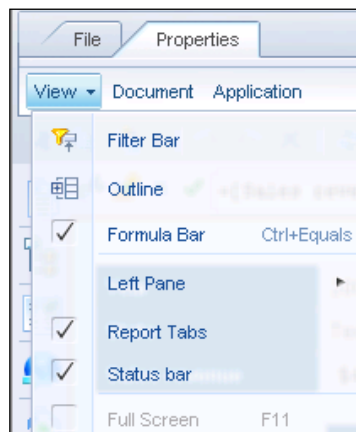 File Properties
View Document Application
Filter Bar
Outline
Formula Bar Ctrl+Equals
Left Pane
Report Tabs
Status bar
Full Screen F11